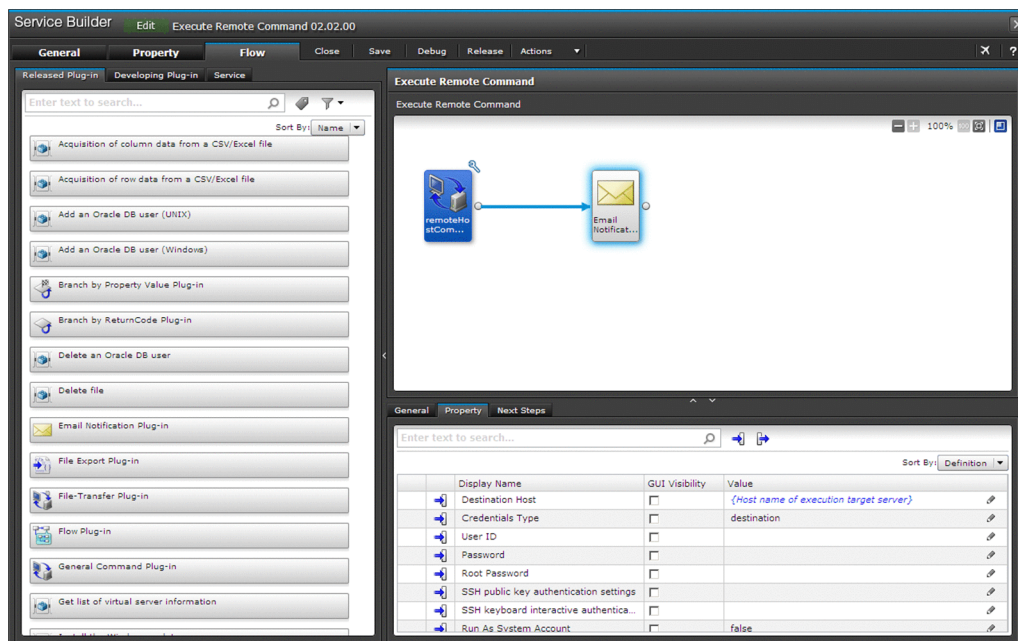 Service Builder Edit Execute Remote Command 02.02.00
General Property Flow Close Save Debug Release Actions ?
Released Plug-in Developing Plug-in Service
Enter text to search...
Sort By: Name
Acquisition of column data from a CSV/Excel file
Acquisition of row data from a CSV/Excel file
Add an Oracle DB user (UNIX)
Add an Oracle DB user (Windows)
Branch by Property Value Plug-in
Branch by ReturnCode Plug-in
Delete an Oracle DB user
Delete file
Email Notification Plug-in
File Export Plug-in
File-Transfer Plug-in
Flow Plug-in
General Command Plug-in
Get list of virtual server information
Execute Remote Command
Execute Remote Command
100%
remoteHo
stCom...
Email
Notificat...
General Property Next Steps
Enter text to search...
Sort By: Definition
Display Name GUI Visibility Value
Destination Host {Host name of execution target server}
Credentials Type destination
User ID
Password
Root Password
SSH public key authentication settings
SSH keyboard interactive authentica...
Run As System Account false